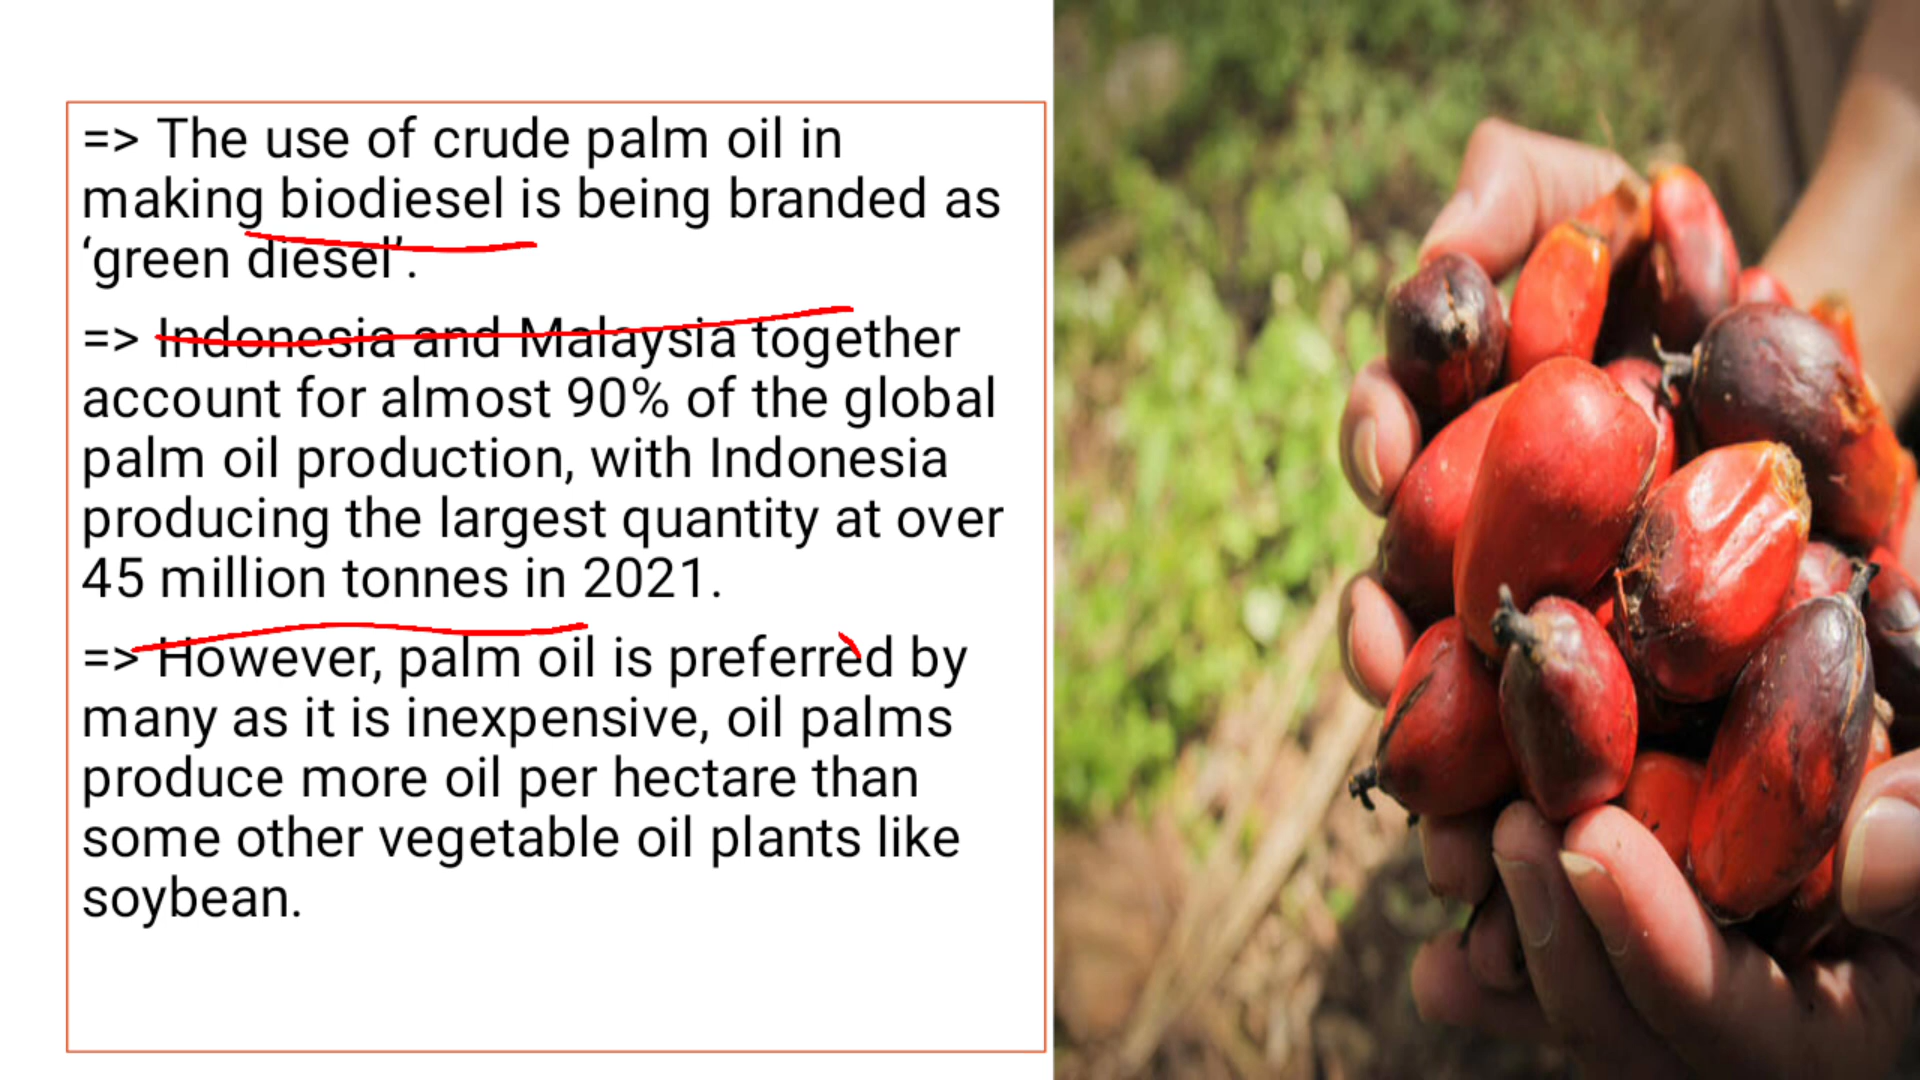 => The use of crude palm oil in
making biodiesel is being branded as
‘green diesel’.
=> Indonesia and Malaysia together
account for almost 90% of the global
palm oil production, with Indonesia
producing the largest quantity at over
45 million tonnes in 2021.
=> However, palm oil is preferred by
many as it is inexpensive, oil palms
produce more oil per hectare than
some other vegetable oil plants like
soybean.